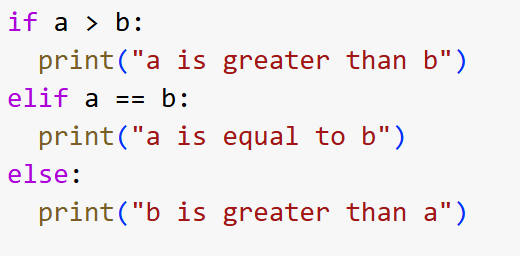 if a > b:
  print("a is greater than b")
elif a == b:
  print("a is equal to b")
else:
  print("b is greater than a")